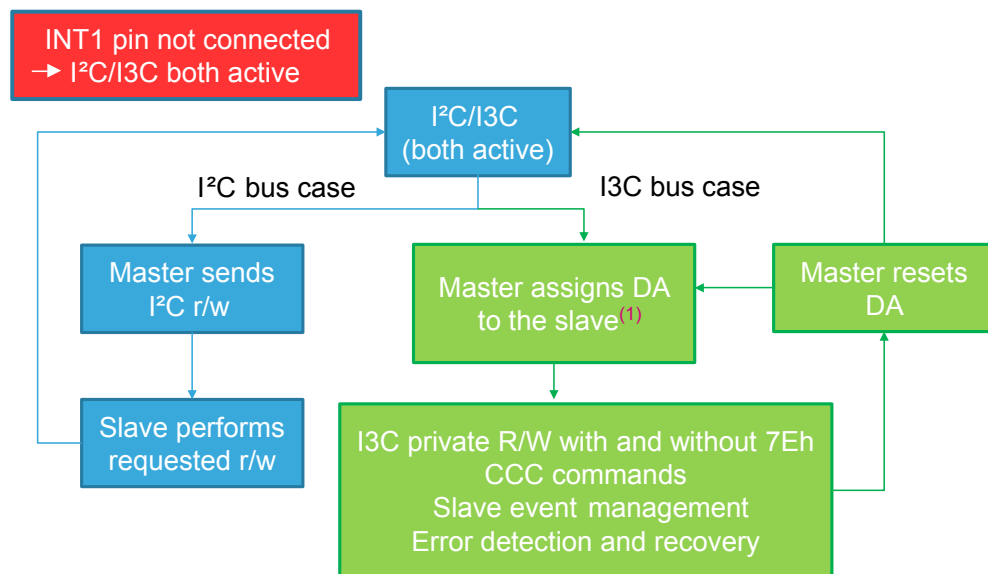 INT1 pin not connected
→ I²C/I3C both active
I²C/I3C
(both active)
I²C bus case
I3C bus case
Master sends
I²C r/w
Master assigns DA
to the slave(1)
Master resets
DA
Slave performs
requested r/w
I3C private R/W with and without 7Eh
CCC commands
Slave event management
Error detection and recovery